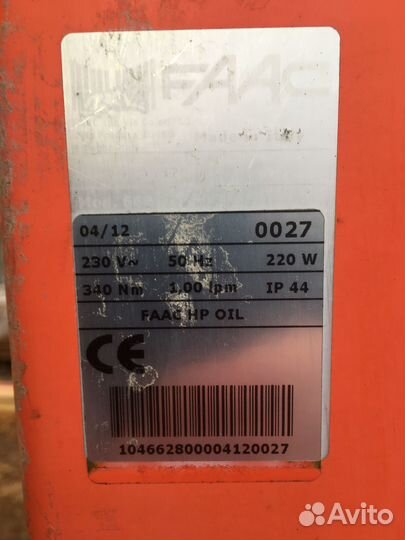 FAAC
04/12 0027
230 V~ 50 Hz 220 W
340 Nm 1.00 lpm IP 44
FAAC HP OIL
CE
104662800004120027
Avito